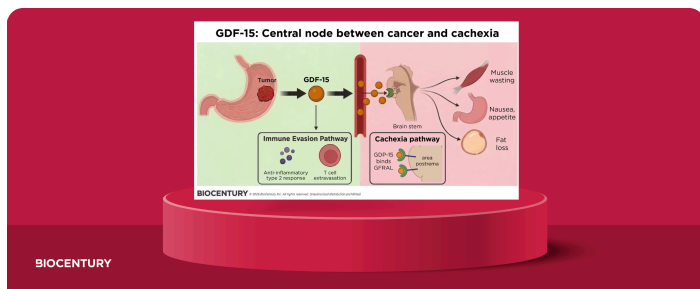 GDF-15: Central node between cancer and cachexia
Tumor
GDF-15
Muscle
wasting
Nausea,
appetite
Fat
loss
Brain stem
Immune Evasion Pathway
Anti-inflammatory
type 2 response
T cell
extravasation
Cachexia pathway
GDP-15
binds
GFRAL
area
postrema
BIOCENTURY
BIOCENTURY